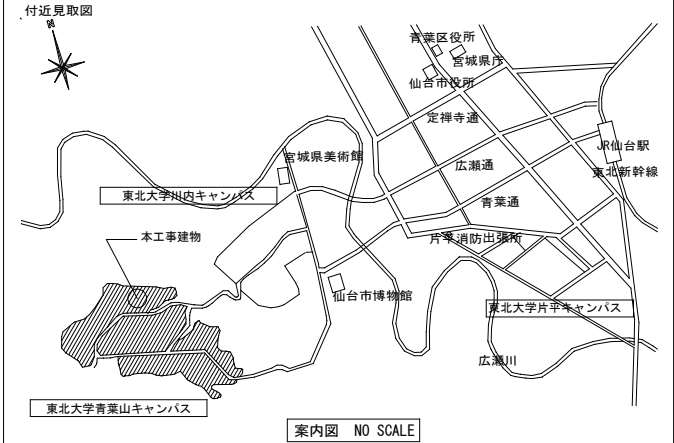 付近見取図
N
青葉区役所
宮城県庁
仙台市役所
定禅寺通
JR仙台駅
宮城県美術館
広瀬通
東北新幹線
東北大学川内キャンパス
青葉通
本工事建物
片平消防出張所
仙台市博物館
東北大学片平キャンパス
広瀬川
東北大学青葉山キャンパス
案内図 NO SCALE